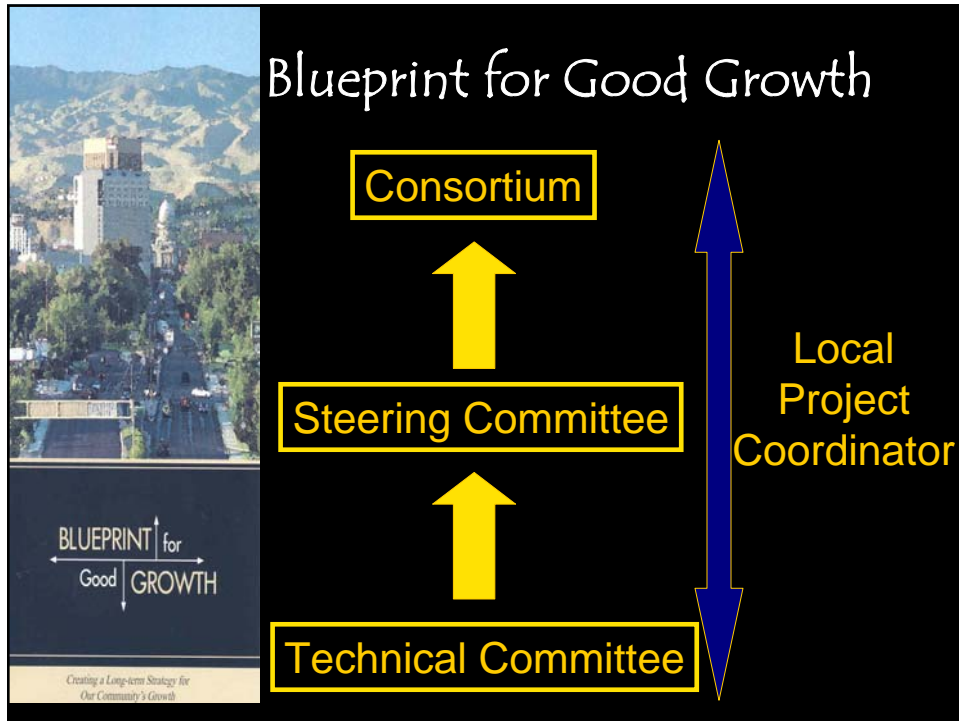 Blueprint for Good Growth
Consortium
Steering Committee
Technical Committee
Local
Project
Coordinator
BLUEPRINT for
Good GROWTH
Creating a Long-term Strategy for
Our Community's Growth